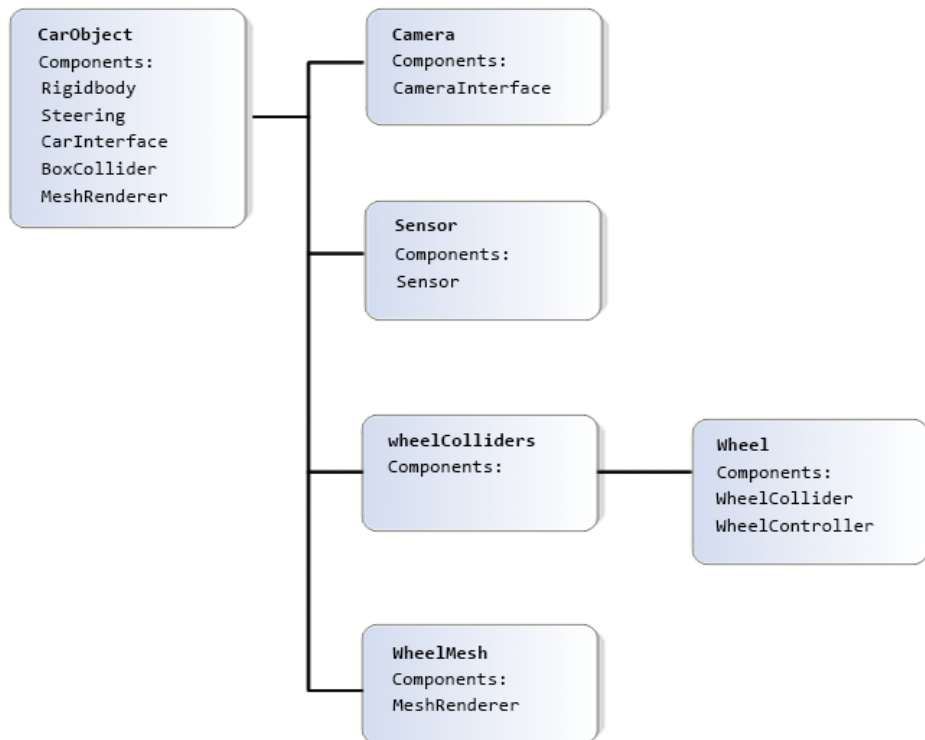 CarObject
Components:
Rigidbody
Steering
CarInterface
BoxCollider
MeshRenderer
Camera
Components:
CameraInterface
Sensor
Components:
Sensor
wheelColliders
Components:
Wheel
Components:
WheelCollider
WheelController
WheelMesh
Components:
MeshRenderer